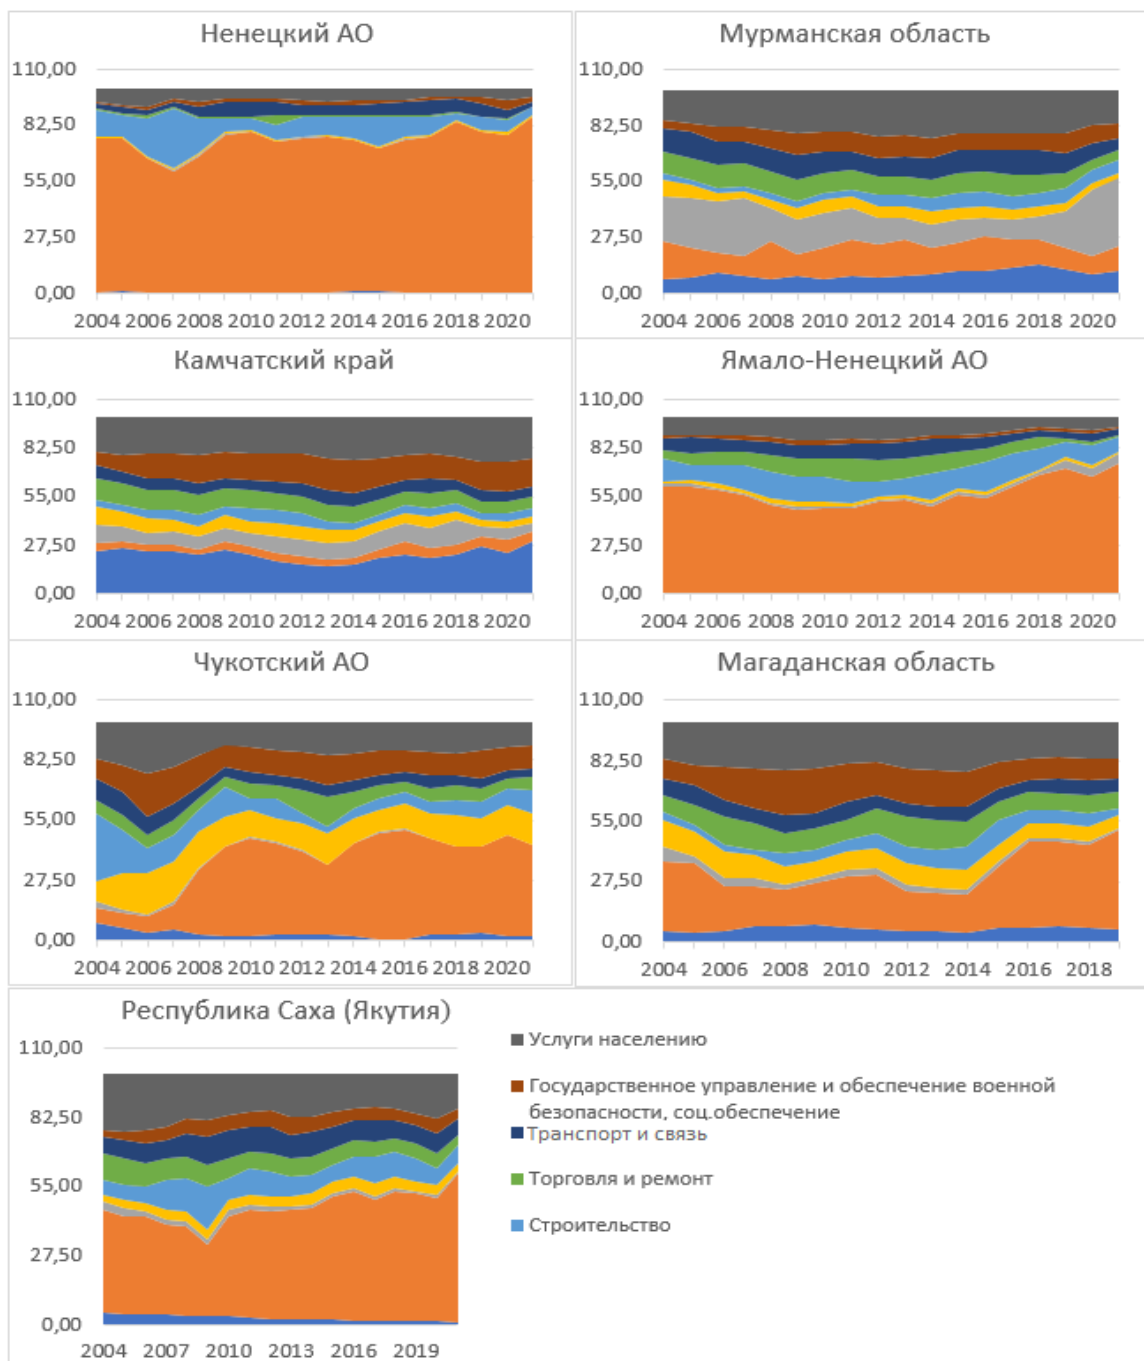 Ненецкий АО
110,00
82,50
55,00
27,50
0,00
2004 2006 2008 2010 2012 2014 2016 2018 2020
Мурманская область
110,00
82,50
55,00
27,50
0,00
2004 2006 2008 2010 2012 2014 2016 2018 2020
Камчатский край
110,00
82,50
55,00
27,50
0,00
2004 2006 2008 2010 2012 2014 2016 2018 2020
Ямало-Ненецкий АО
110,00
82,50
55,00
27,50
0,00
2004 2006 2008 2010 2012 2014 2016 2018 2020
Чукотский АО
110,00
82,50
55,00
27,50
0,00
2004 2006 2008 2010 2012 2014 2016 2018 2020
Магаданская область
110,00
82,50
55,00
27,50
0,00
2004 2006 2008 2010 2012 2014 2016 2018
Республика Саха (Якутия)
110,00
82,50
55,00
27,50
0,00
2004 2007 2010 2013 2016 2019
Услуги населению
Государственное управление и обеспечение военной
безопасности, соц.обеспечение
Транспорт и связь
Торговля и ремонт
Строительство